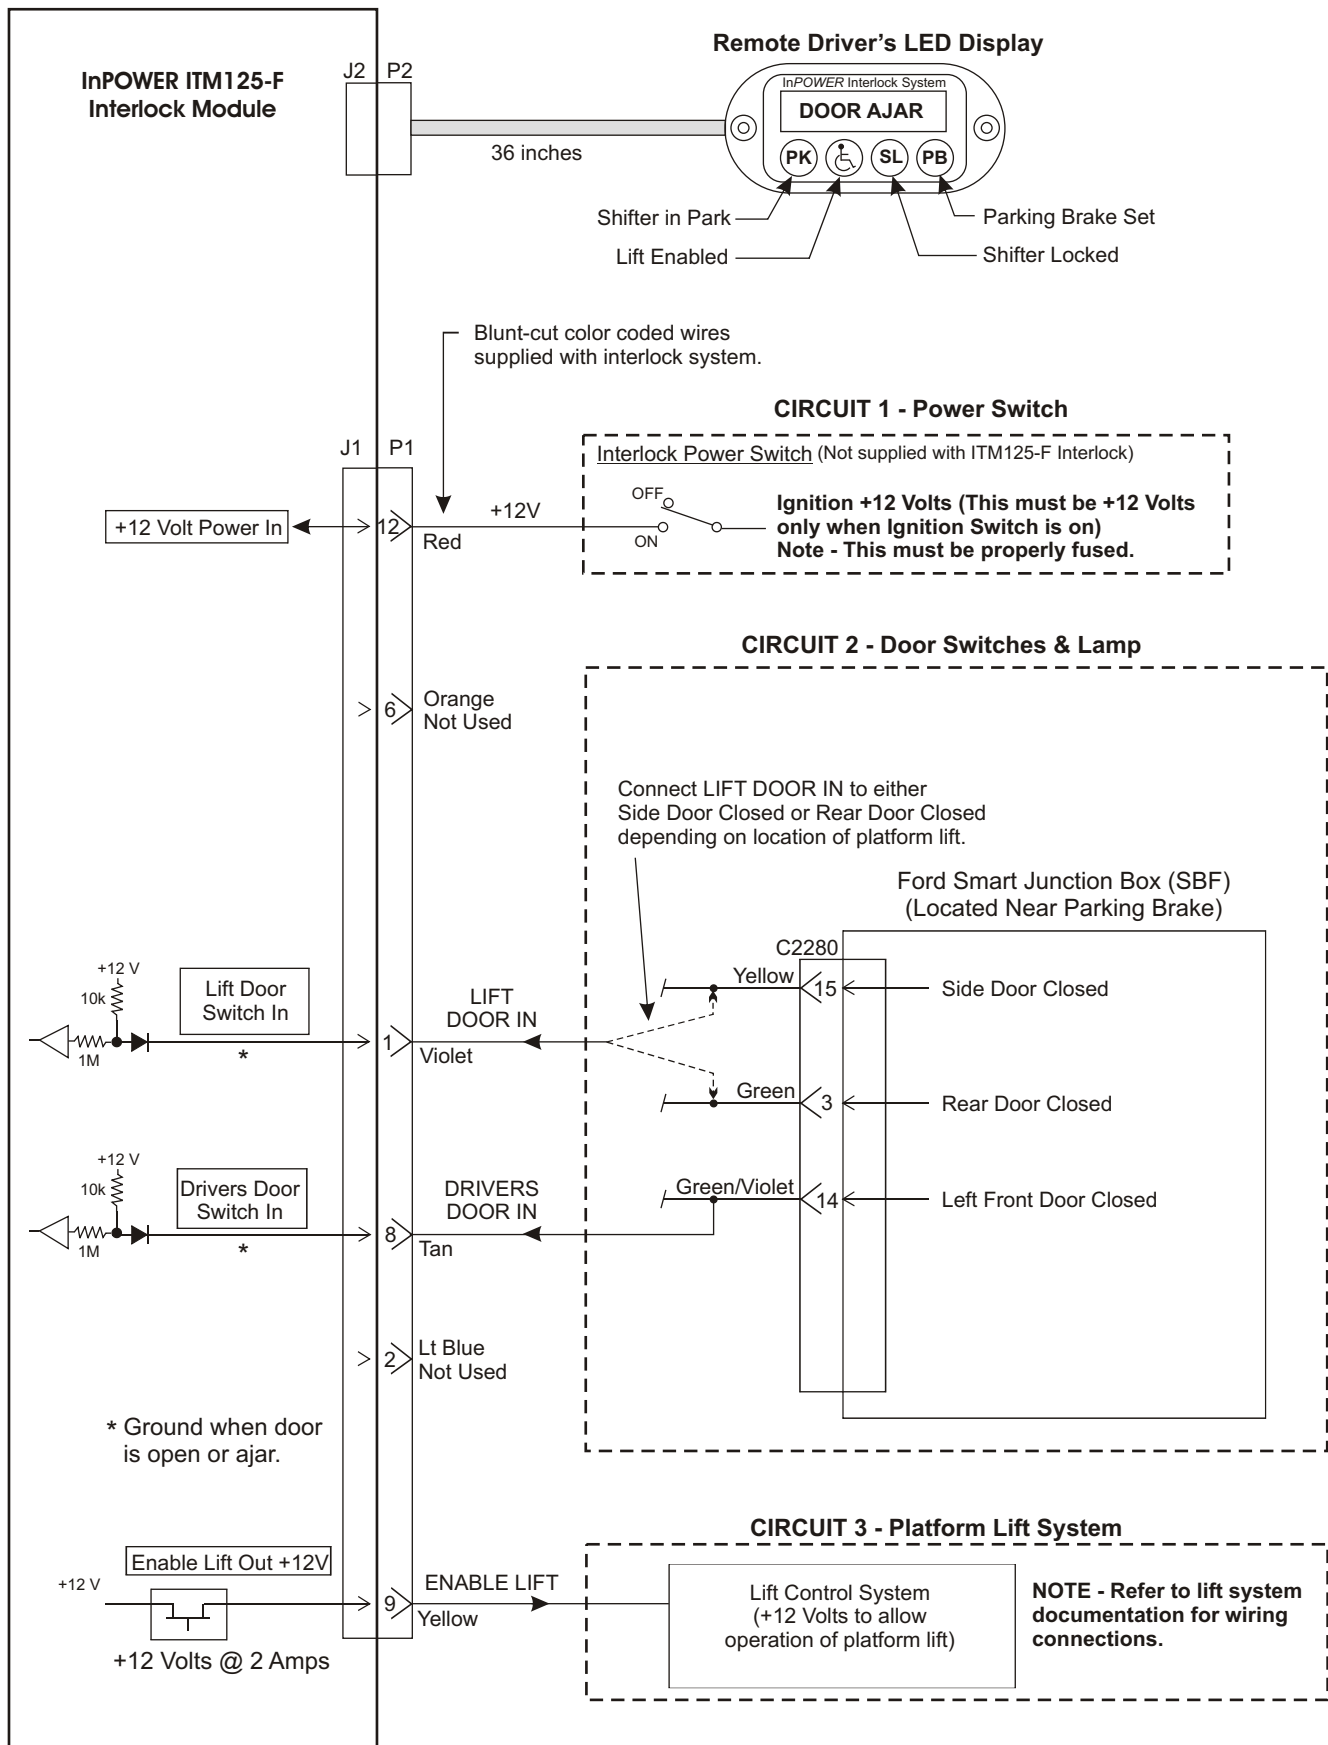 InPOWER ITM125-F
Interlock Module
J2 P2
36 inches
Remote Driver's LED Display
InPOWER Interlock System
DOOR AJAR
PK
SL
PB
Shifter in Park
Lift Enabled
Parking Brake Set
Shifter Locked
Blunt-cut color coded wires
supplied with interlock system.
CIRCUIT 1 - Power Switch
Interlock Power Switch (Not supplied with ITM125-F Interlock)
OFF
ON
Ignition +12 Volts (This must be +12 Volts
only when Ignition Switch is on)
Note - This must be properly fused.
J1 P1
+12 Volt Power In
12
+12V
Red
CIRCUIT 2 - Door Switches & Lamp
6
Orange
Not Used
Connect LIFT DOOR IN to either
Side Door Closed or Rear Door Closed
depending on location of platform lift.
Ford Smart Junction Box (SBF)
(Located Near Parking Brake)
C2280
Yellow
15
Side Door Closed
+12 V
10k
1M
Lift Door
Switch In
*
1
LIFT
DOOR IN
Violet
Green
3
Rear Door Closed
+12 V
10k
1M
Drivers Door
Switch In
*
8
DRIVERS
DOOR IN
Tan
Green/Violet
14
Left Front Door Closed
2
Lt Blue
Not Used
* Ground when door
is open or ajar.
CIRCUIT 3 - Platform Lift System
Enable Lift Out +12V
+12 V
+12 Volts @ 2 Amps
9
ENABLE LIFT
Yellow
Lift Control System
(+12 Volts to allow
operation of platform lift)
NOTE - Refer to lift system
documentation for wiring
connections.